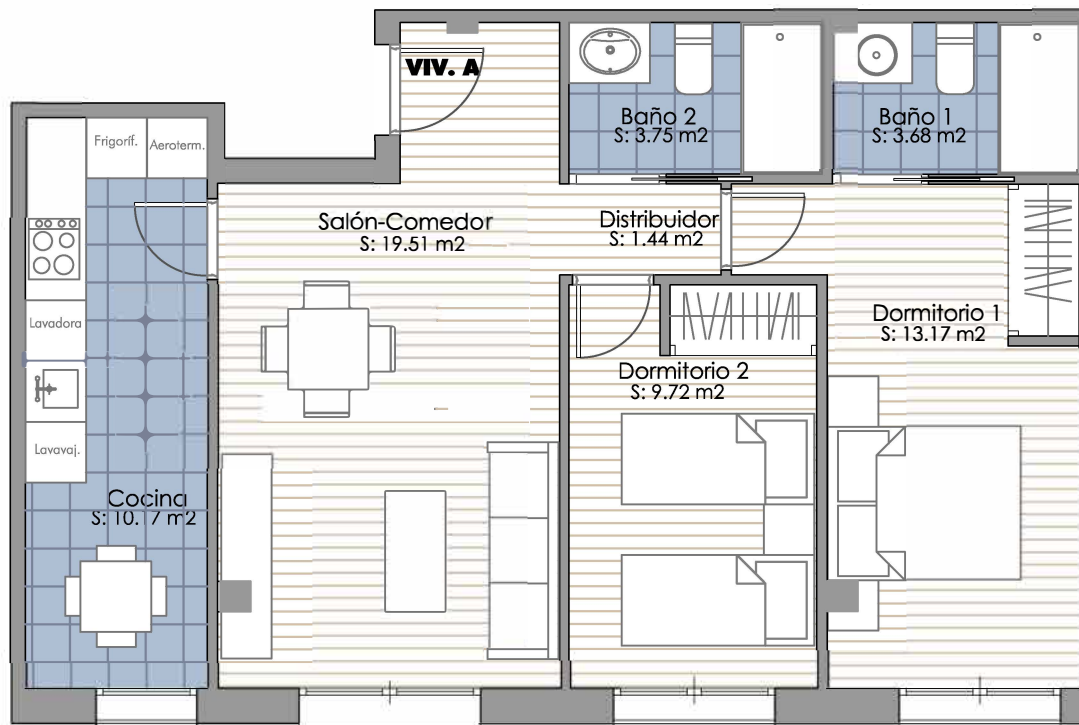 VIV. A
Baño 2
S: 3.75 m2
Baño 1
S: 3.68 m2
Frigoríf.
Aeroterm.
Salón-Comedor
S: 19.51 m2
Distribuidor
S: 1.44 m2
Lavadora
Dormitorio 1
S: 13.17 m2
Dormitorio 2
S: 9.72 m2
Lavavaj.
Cocina
S: 10.17 m2